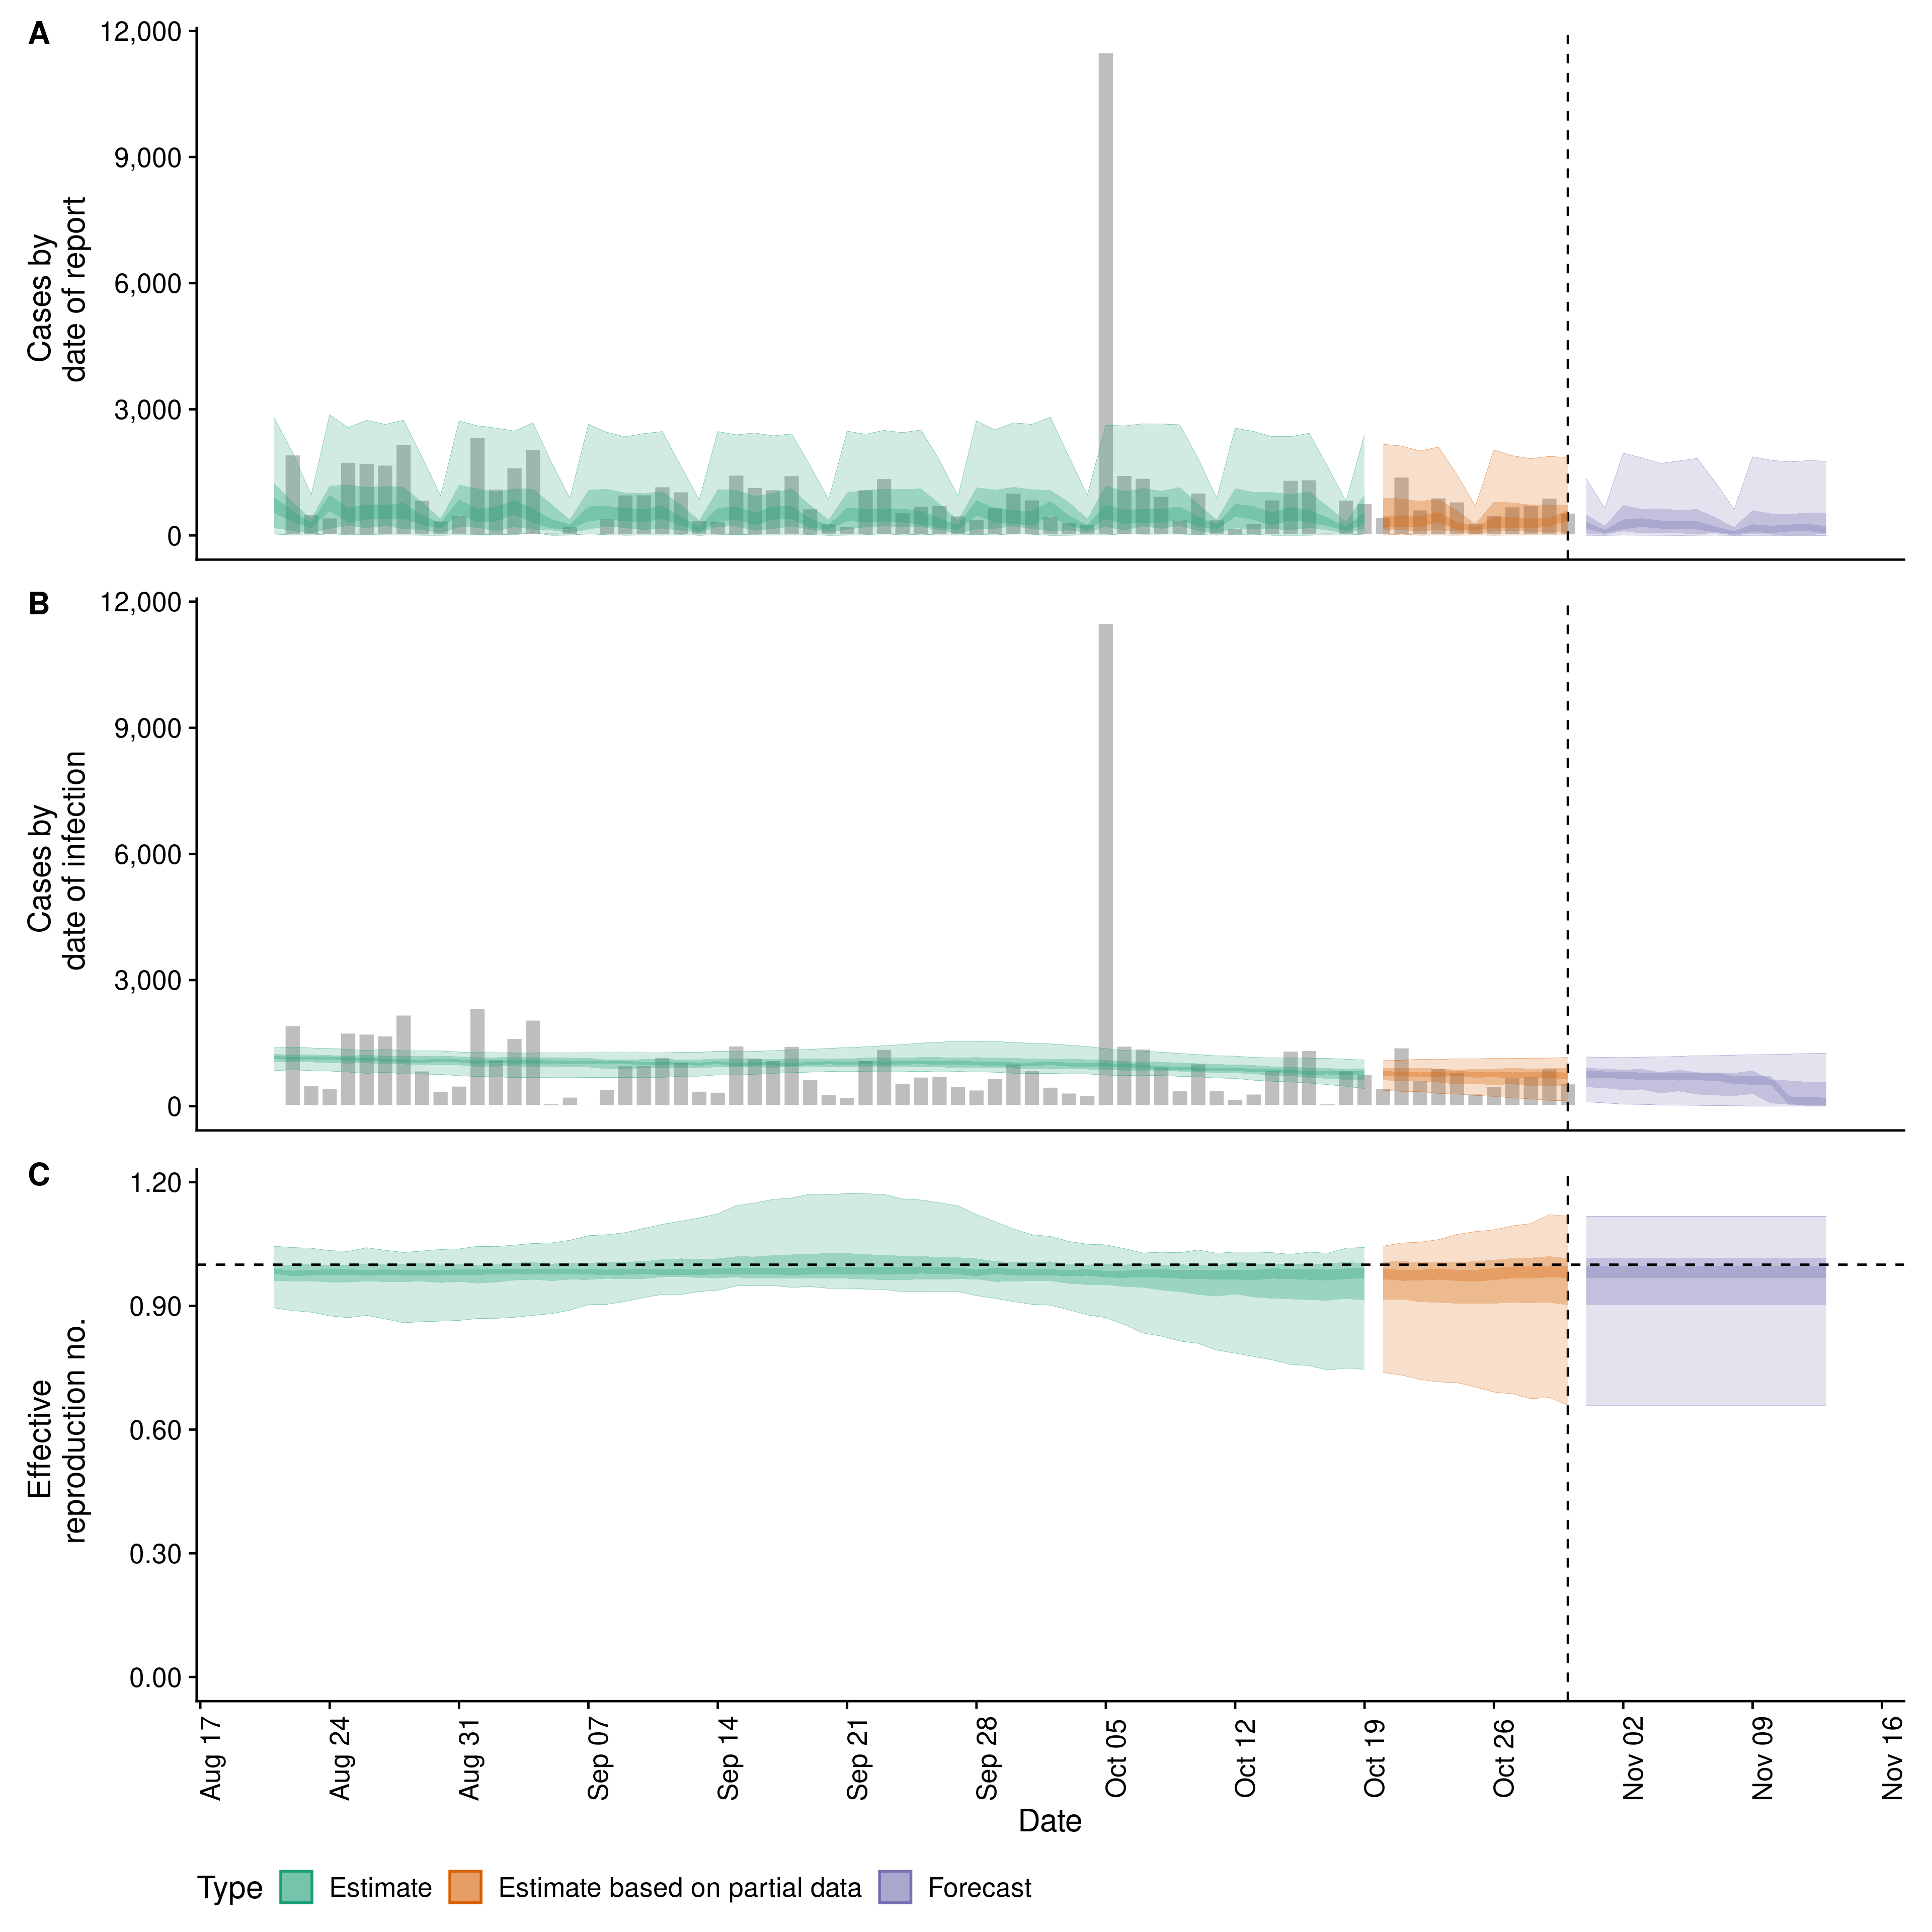 A
12,000
9,000
6,000
3,000
0
Cases by
date of report
B
12,000
9,000
6,000
3,000
0
Cases by
date of infection
C
1.20
0.90
0.60
0.30
0.00
Effective
reproduction no.
Aug 17
Aug 24
Aug 31
Sep 07
Sep 14
Sep 21
Sep 28
Oct 05
Oct 12
Oct 19
Oct 26
Nov 02
Nov 09
Nov 16
Date
Type Estimate Estimate based on partial data Forecast